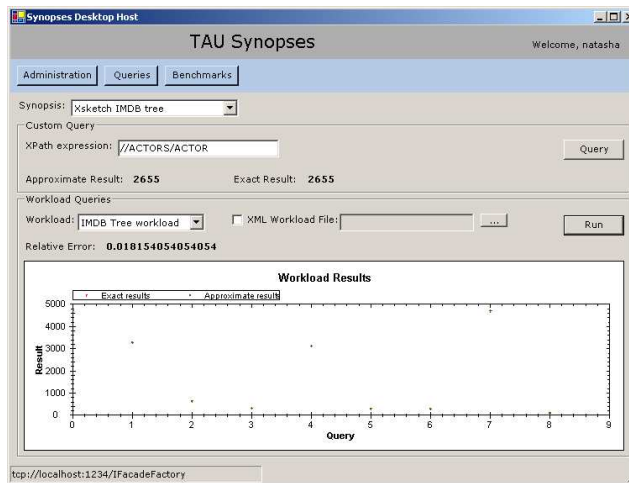 Synopses Desktop Host
TAU Synopses
Welcome, natasha
Administration Queries Benchmarks
Synopsis: Xsketch IMDB tree
Custom Query
XPath expression: //ACTORS/ACTOR Query
Approximate Result: 2655 Exact Result: 2655
Workload Queries
Workload: IMDB Tree workload XML Workload File: ... Run
Relative Error: 0.018154054054054
Workload Results
Exact results Approximate results
5000
4000
3000
2000
1000
0
Result
0 1 2 3 4 5 6 7 8 9
Query
tcp://localhost:1234/IFacadeFactory